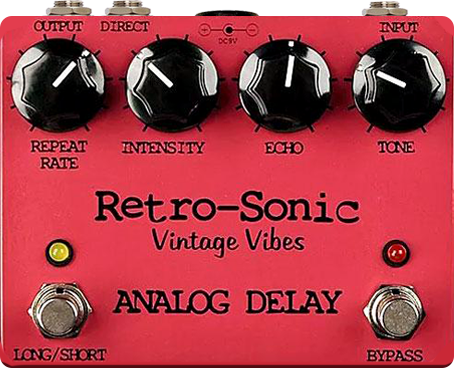 OUTPUT DIRECT INPUT
DC9V
REPEAT RATE
INTENSITY
ECHO
TONE
Retro-Sonic
Vintage Vibes
ANALOG DELAY
LONG/SHORT
BYPASS